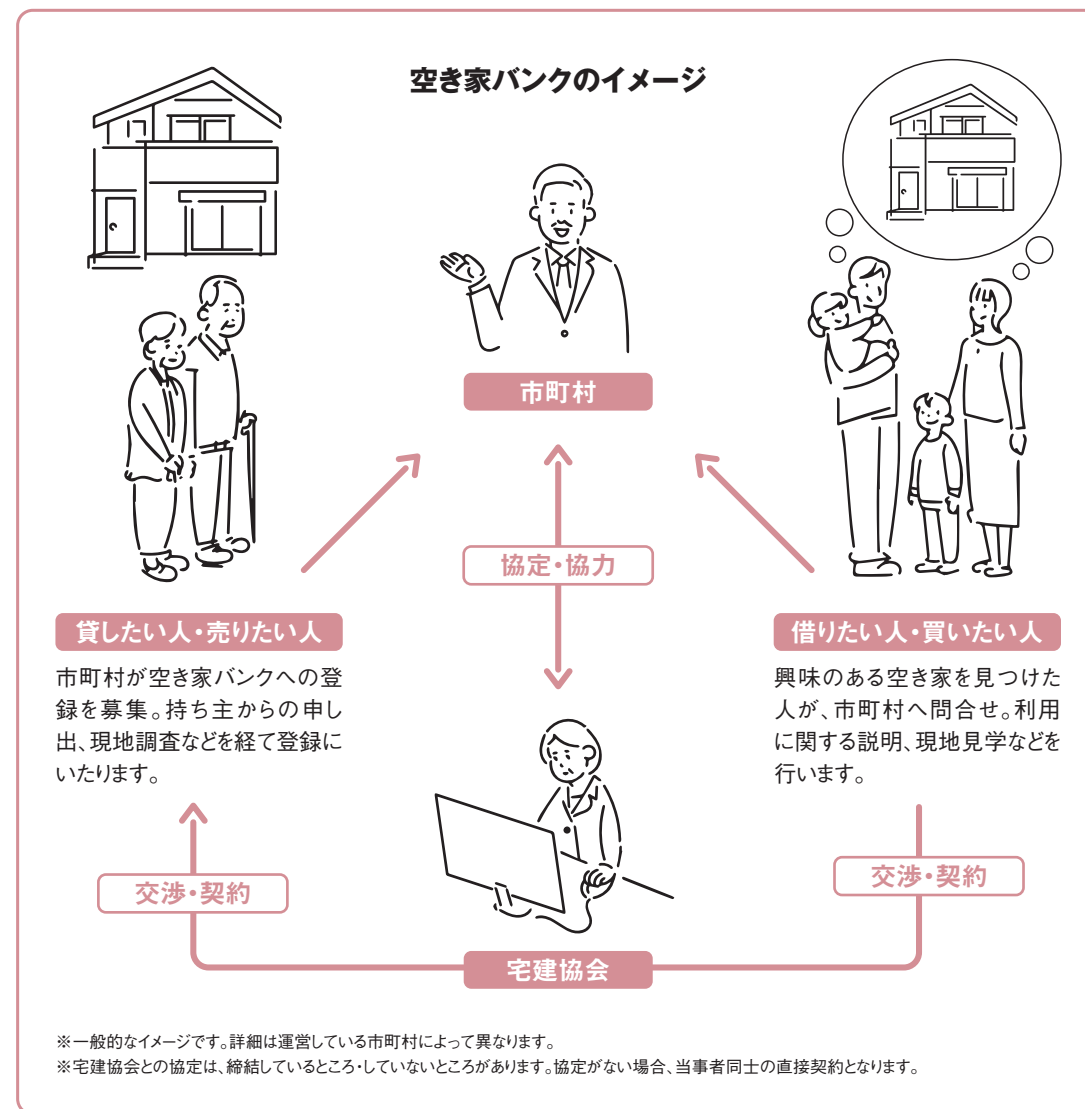 空き家バンクのイメージ
市町村
協定・協力
貸したい人・売りたい人
市町村が空き家バンクへの登
録を募集。持ち主からの申し
出、現地調査などを経て登録に
いたります。
借りたい人・買いたい人
興味のある空き家を見つけた
人が、市町村へ問合せ。利用
に関する説明、現地見学などを
行います。
交渉・契約
交渉・契約
宅建協会
※一般的なイメージです。詳細は運営している市町村によって異なります。
※宅建協会との協定は、締結しているところ・していないところがあります。協定がない場合、当事者同士の直接契約となります。